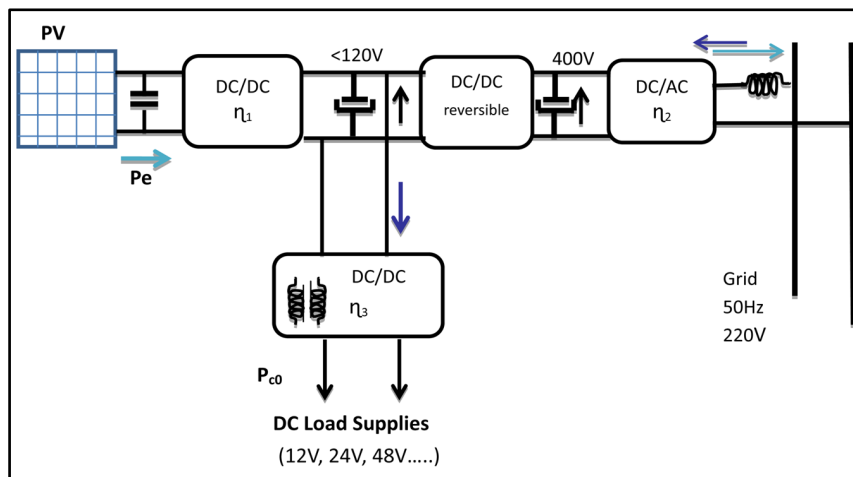 PV
DC/DC
η1
<120V
DC/DC
reversible
400V
DC/AC
η2
Pe
DC/DC
η3
Grid
50Hz
220V
Pc0
DC Load Supplies
(12V, 24V, 48V.....)